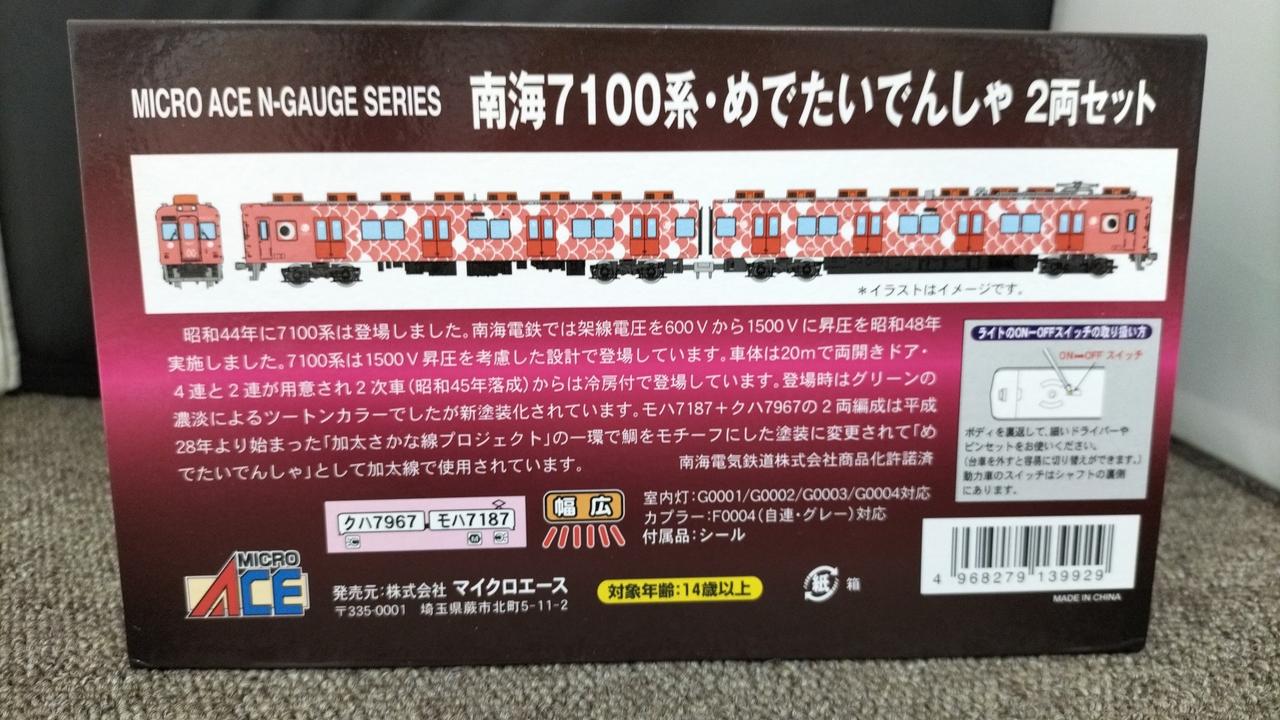 MICRO ACE N-GAUGE SERIES 南海7100系・めでたいでんしゃ 2両セット
＊イラストはイメージです。
昭和44年に7100系は登場しました。南海電鉄では架線電圧を600Vから1500Vに昇圧を昭和48年
実施しました。7100系は1500V昇圧を考慮した設計で登場しています。車体は20mで両開きドア・
4連と2連が用意され2次車(昭和45年落成)からは冷房付で登場しています。登場時はグリーンの
濃淡によるツートンカラーでしたが新塗装化されています。モハ7187＋クハ7967の2両編成は平成
28年より始まった「加太さかな線プロジェクト」の一環で鯛をモチーフにした塗装に変更されて「め
でたいでんしゃ」として加太線で使用されています。
南海電気鉄道株式会社商品化許諾済
ライトのON⟷OFFスイッチの取り扱い方
ON⟷OFF スイッチ
ボディを裏返して、細いドライバーや
ピンセットをお使いください。
(台車を外すと容易に切り替えができます。)
動力車のスイッチはシャフトの裏側
にあります。
クハ7967 モハ7187
M
幅広
室内灯:G0001/G0002/G0003/G0004対応
カプラー:F0004(自連・グレー)対応
付属品:シール
MICRO ACE
発売元:株式会社 マイクロエース
〒335-0001 埼玉県蕨市北町5-11-2
対象年齢:14歳以上
紙 箱
4 968279 139929
MADE IN CHINA